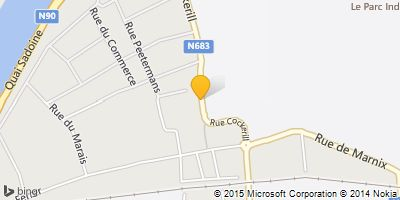 N90
Cockerill
Le Parc Ind
N683
Quai Sadoine
Rue du Commerce
Rue Peetermans
Rue du Marais
Rue Cockerill
Rue de Marnix
bing
© 2015 Microsoft Corporation © 2014 Nokia